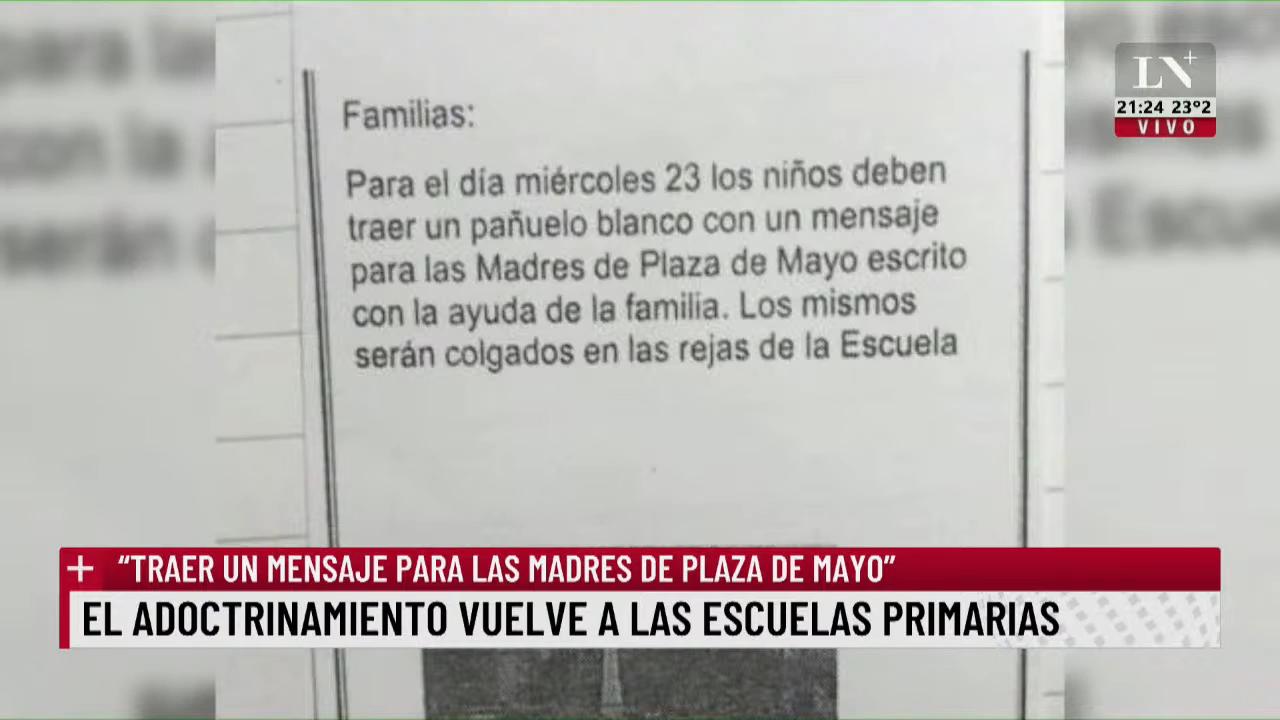 LN+
21:24 23º2
VIVO
Familias:
Para el día miércoles 23 los niños deben
traer un pañuelo blanco con un mensaje
para las Madres de Plaza de Mayo escrito
con la ayuda de la familia. Los mismos
serán colgados en las rejas de la Escuela
“TRAER UN MENSAJE PARA LAS MADRES DE PLAZA DE MAYO”
EL ADOCTRINAMIENTO VUELVE A LAS ESCUELAS PRIMARIAS